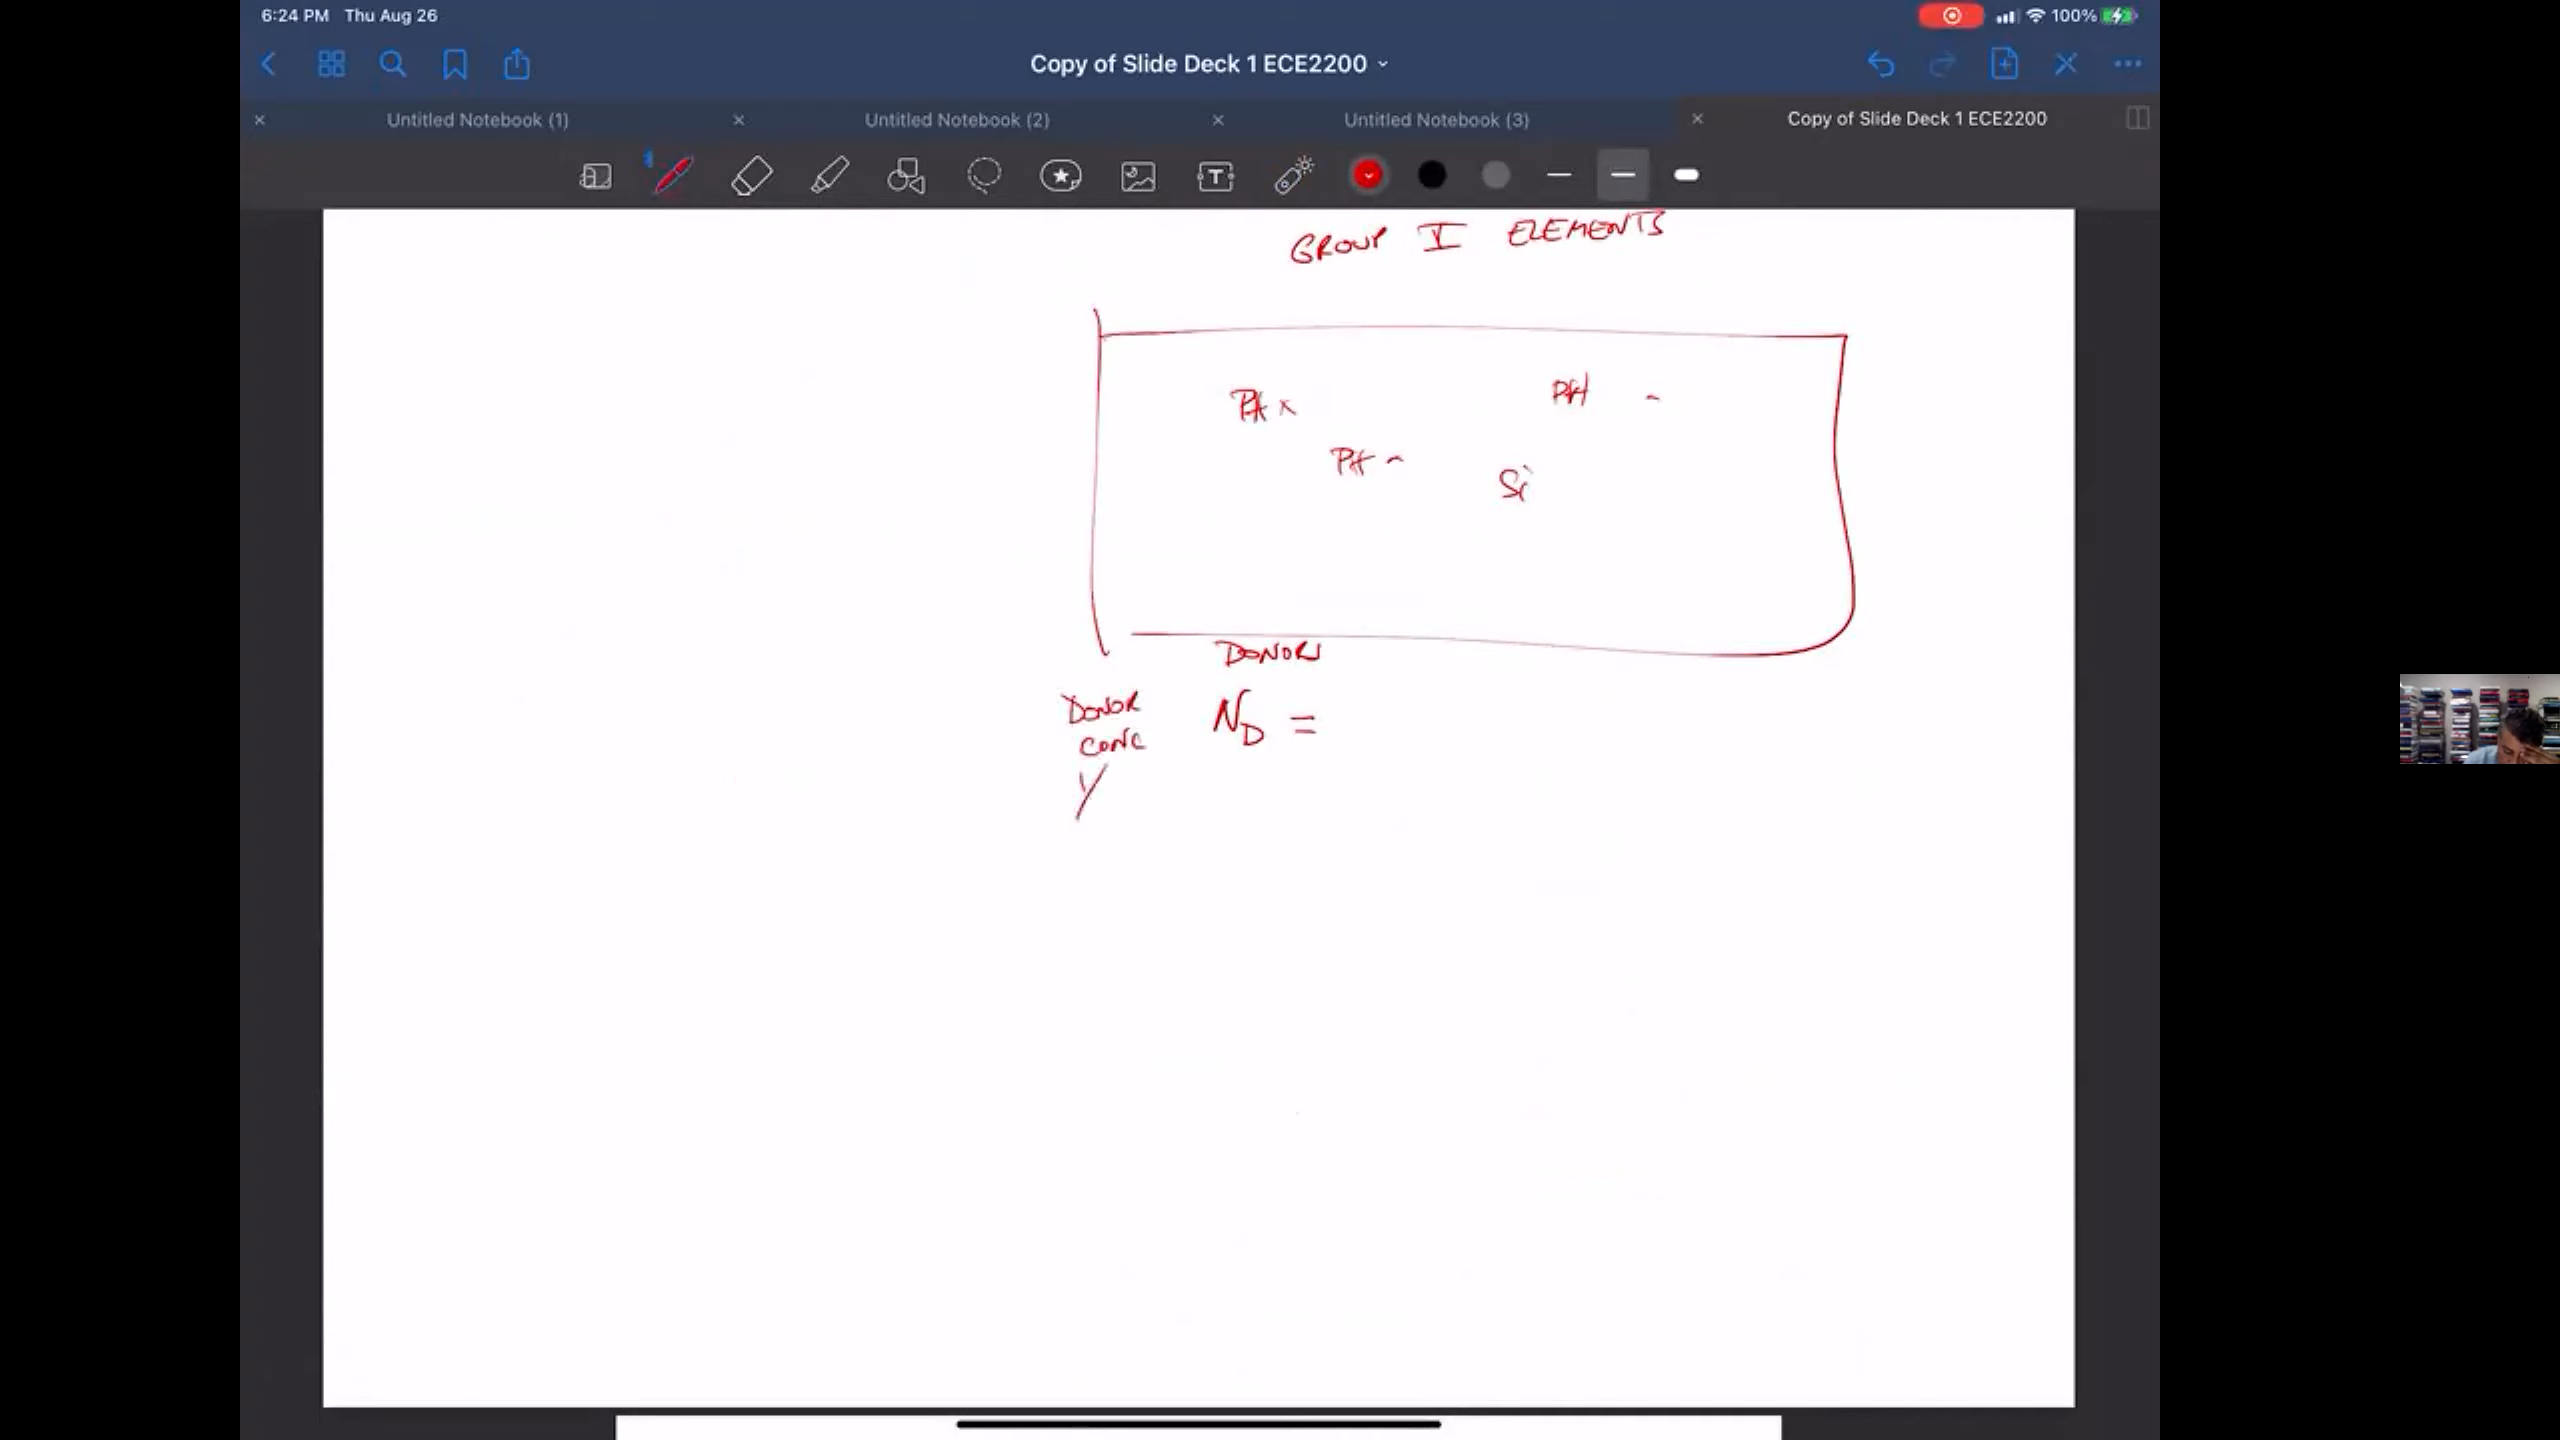 6:24 PM Thu Aug 26
100%
Copy of Slide Deck 1 ECE2200
Untitled Notebook (1)
Untitled Notebook (2)
Untitled Notebook (3)
Copy of Slide Deck 1 ECE2200
T
GROUP V ELEMENTS
Si
DONORS
DONOR
CONC
N_D =